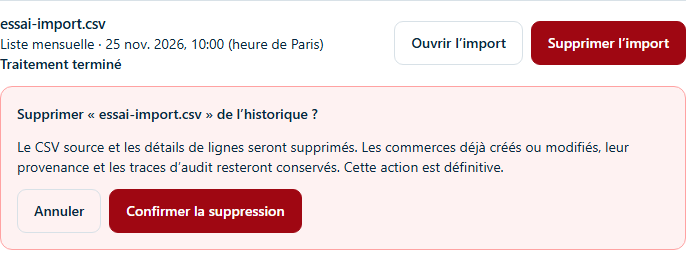 essai-import.csv
Liste mensuelle · 25 nov. 2026, 10:00 (heure de Paris)
Traitement terminé
Ouvrir l’import
Supprimer l’import
Supprimer « essai-import.csv » de l’historique ?
Le CSV source et les détails de lignes seront supprimés. Les commerces déjà créés ou modifiés, leur
provenance et les traces d’audit resteront conservés. Cette action est définitive.
Annuler
Confirmer la suppression